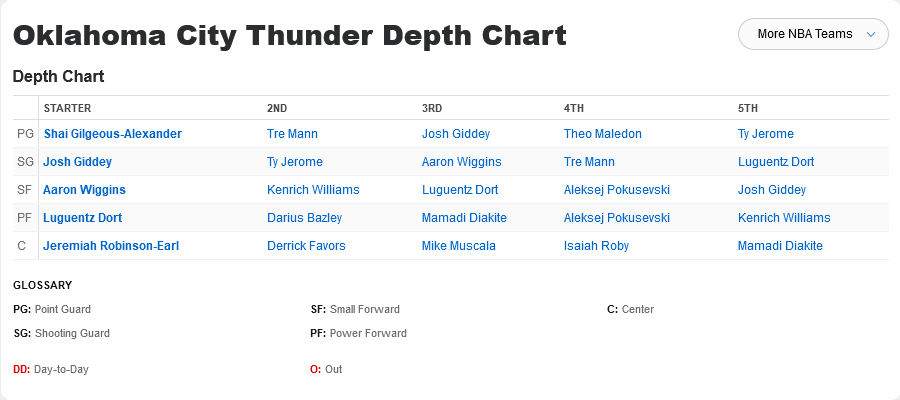 Oklahoma City Thunder Depth Chart
More NBA Teams
Depth Chart
STARTER 2ND 3RD 4TH 5TH
PG Shai Gilgeous-Alexander Tre Mann Josh Giddey Theo Maledon Ty Jerome
SG Josh Giddey Ty Jerome Aaron Wiggins Tre Mann Luguentz Dort
SF Aaron Wiggins Kenrich Williams Luguentz Dort Aleksej Pokusevski Josh Giddey
PF Luguentz Dort Darius Bazley Mamadi Diakite Aleksej Pokusevski Kenrich Williams
C Jeremiah Robinson-Earl Derrick Favors Mike Muscala Isaiah Roby Mamadi Diakite
GLOSSARY
PG: Point Guard SF: Small Forward C: Center
SG: Shooting Guard PF: Power Forward
DD: Day-to-Day O: Out